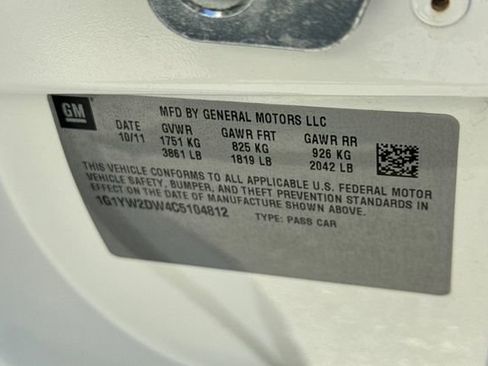 GM
MFD BY GENERAL MOTORS LLC
DATE GVWR GAWR FRT GAWR RR
10/11 1751 KG 825 KG 926 KG
3861 LB 1819 LB 2042 LB
THIS VEHICLE CONFORMS TO ALL APPLICABLE U.S. FEDERAL MOTOR
VEHICLE SAFETY, BUMPER, AND THEFT PREVENTION STANDARDS IN
EFFECT ON THE DATE OF MANUFACTURE SHOWN ABOVE.
1G1YW2DW4C5104812
TYPE: PASS CAR